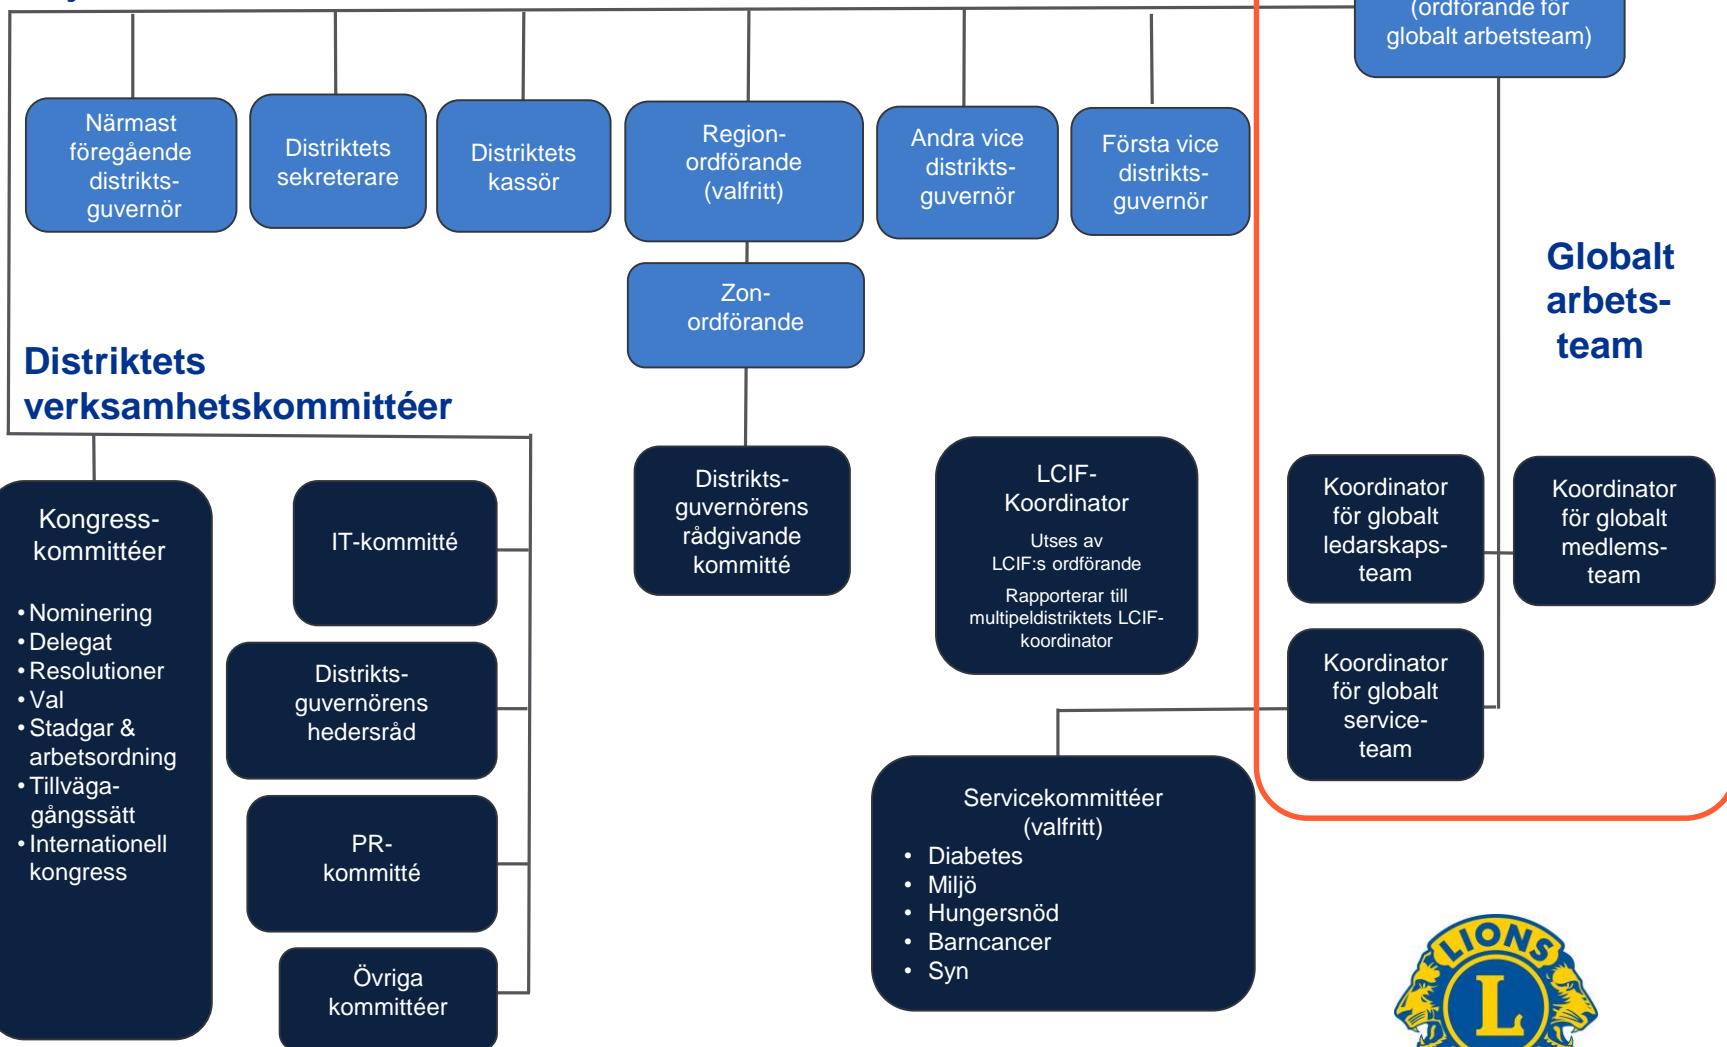 (ordförande för
globalt arbetsteam)
Närmast
föregående
distrikts-
guvernör
Distriktets
sekreterare
Distriktets
kassör
Region-
ordförande
(valfritt)
Andra vice
distrikts-
guvernör
Första vice
distrikts-
guvernör
Zon-
ordförande
Globalt
arbets-
team
Distriktets
verksamhetskommittéer
Kongress-
kommittéer
• Nominering
• Delegat
• Resolutioner
• Val
• Stadgar &
arbetsordning
• Tillväga-
gångssätt
• Internationell
kongress
IT-kommitté
Distrikts-
guvernörens
hedersråd
PR-
kommitté
Övriga
kommittéer
Distrikts-
guvernörens
rådgivande
kommitté
LCIF-
Koordinator
Utses av
LCIF:s ordförande
Rapporterar till
multipeldistriktets LCIF-
koordinator
Koordinator
för globalt
ledarskaps-
team
Koordinator
för globalt
medlems-
team
Koordinator
för globalt
service-
team
Servicekommittéer
(valfritt)
• Diabetes
• Miljö
• Hungersnöd
• Barncancer
• Syn
LIONS
L